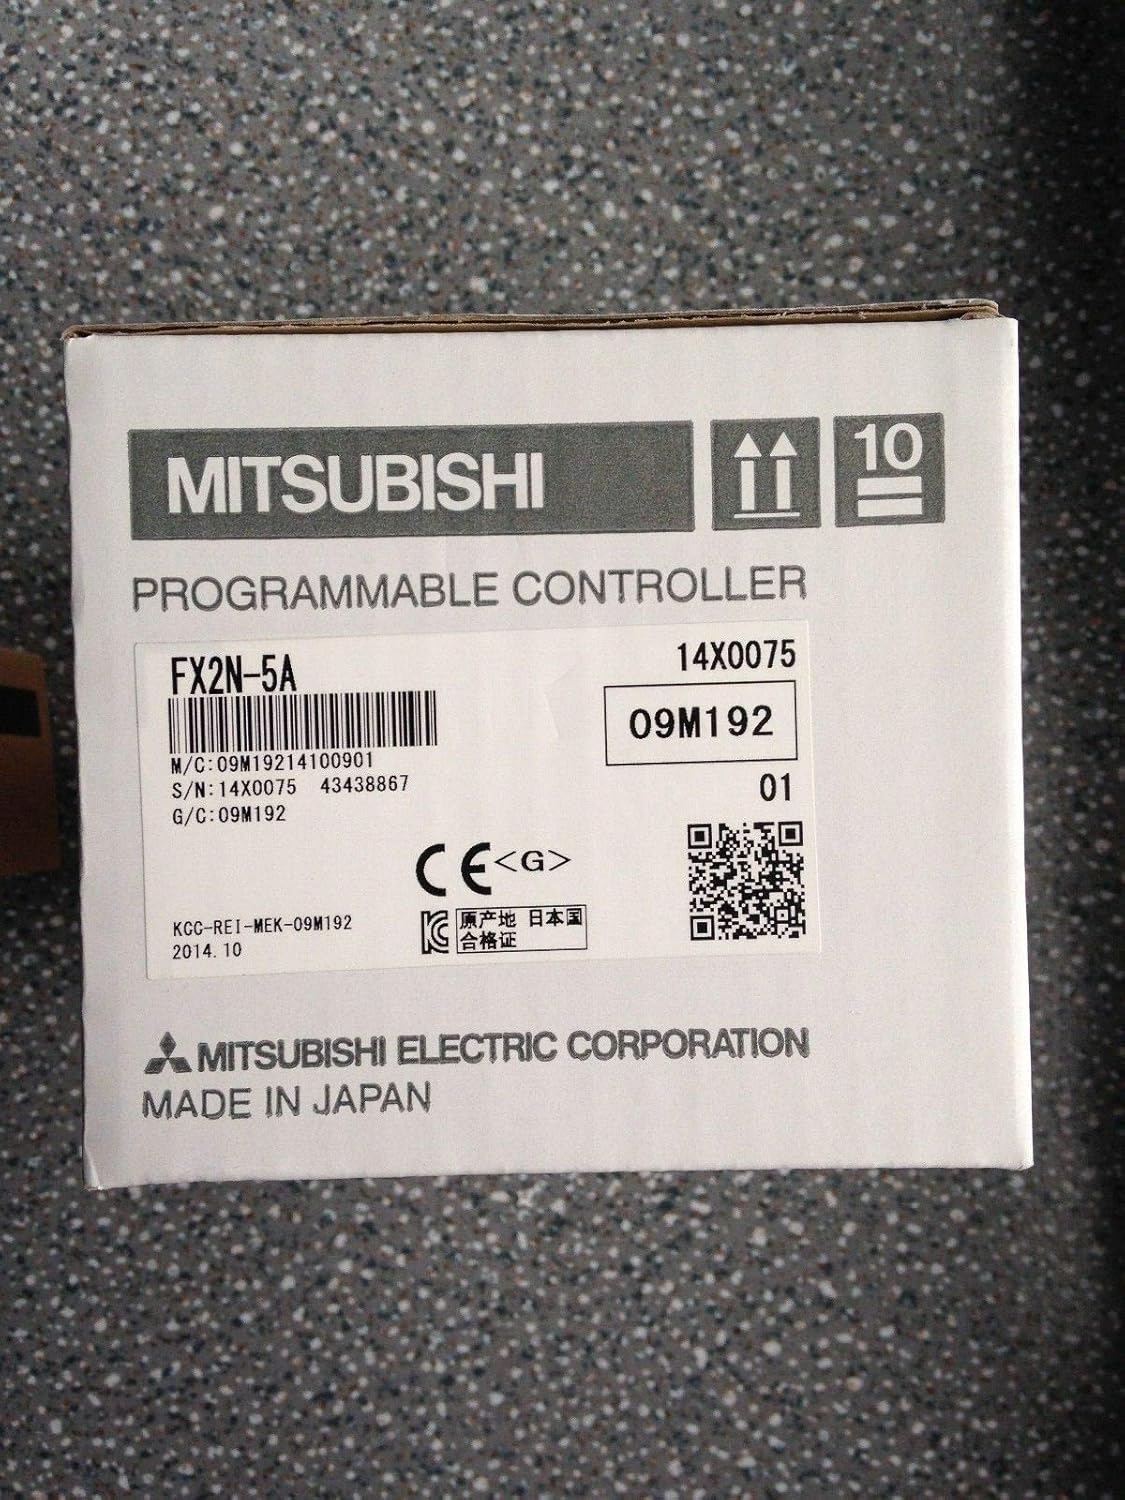 MITSUBISHI
10
PROGRAMMABLE CONTROLLER
FX2N-5A
14X0075
09M192
M/C:09M19214100901
S/N:14X0075 43438867
01
G/C:09M192
CE<G>
KCC-REI-MEK-09M192
2014.10
原产地 日本国
合格证
MITSUBISHI ELECTRIC CORPORATION
MADE IN JAPAN